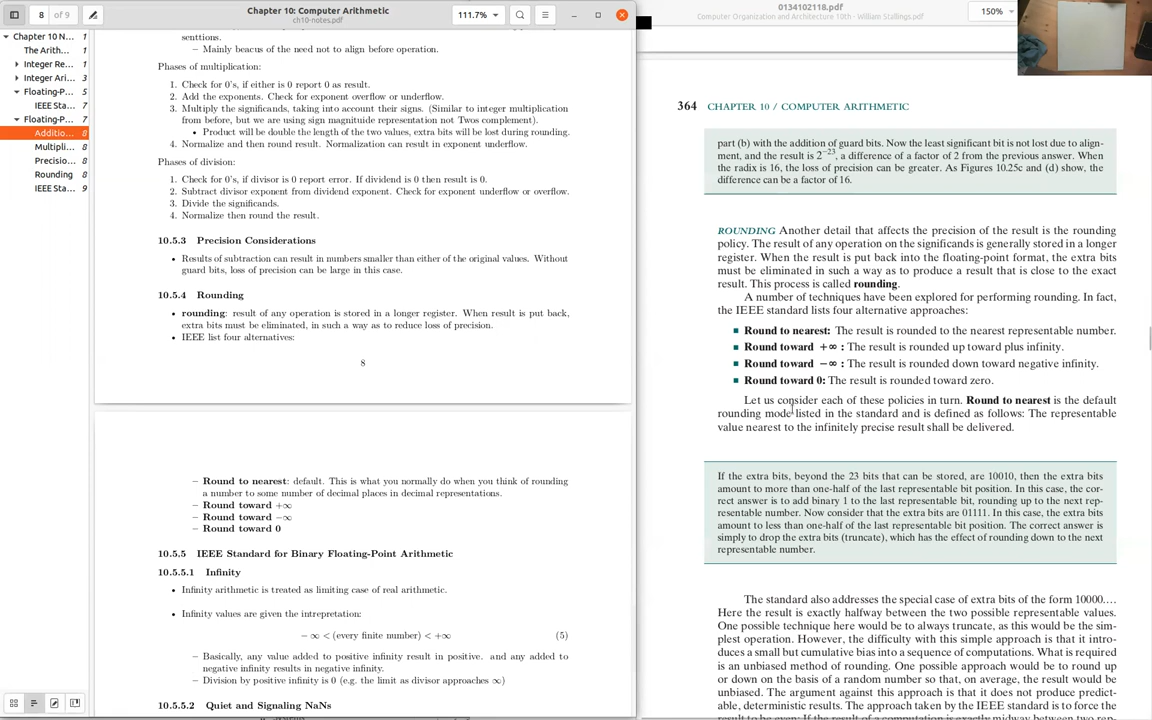 8 of 9
Chapter 10: Computer Arithmetic
ch10-notes.pdf
111.7%
0134102118.pdf
Computer Organization and Architecture 10th - William Stallings.pdf
150%
Chapter 10 N... 1
The Arith... 1
Integer Re... 1
Integer Ari... 3
Floating-P... 5
IEEE Sta... 7
Floating-P... 7
Additio... 8
Multipli... 8
Precisio... 8
Rounding 8
IEEE Sta... 9
senttions.
– Mainly beacus of the need not to align before operation.
Phases of multiplication:
1. Check for 0's, if either is 0 report 0 as result.
2. Add the exponents. Check for exponent overflow or underflow.
3. Multiply the significands, taking into account their signs. (Similar to integer multiplication
from before, but we are using sign magnituide representation not Twos complement).
• Product will be double the length of the two values, extra bits will be lost during rounding.
4. Normalize and then round result. Normalization can result in exponent underflow.
Phases of division:
1. Check for 0's, if divisor is 0 report error. If dividend is 0 then result is 0.
2. Subtract divisor exponent from dividend exponent. Check for exponent underflow or overflow.
3. Divide the significands.
4. Normalize then round the result.
10.5.3 Precision Considerations
• Results of subtraction can result in numbers smaller than either of the original values. Without
guard bits, loss of precision can be large in this case.
10.5.4 Rounding
• rounding: result of any operation is stored in a longer register. When result is put back,
extra bits must be eliminated, in such a way as to reduce loss of precision.
• IEEE list four alternatives:
8
– Round to nearest: default. This is what you normally do when you think of rounding
a number to some number of decimal places in decimal representations.
– Round toward +∞
– Round toward −∞
– Round toward 0
10.5.5 IEEE Standard for Binary Floating-Point Arithmetic
10.5.5.1 Infinity
• Infinity arithmetic is treated as limiting case of real arithmetic.
• Infinity values are given the intrepretation:
− ∞ < (every finite number) < +∞ (5)
– Basically, any value added to positive infinity result in positive. and any added to
negative infinity results in negative infinity.
– Division by positive infinity is 0 (e.g. the limit as divisor approaches ∞)
10.5.5.2 Quiet and Signaling NaNs
364 CHAPTER 10 / COMPUTER ARITHMETIC
part (b) with the addition of guard bits. Now the least significant bit is not lost due to align-
ment, and the result is 2⁻²³, a difference of a factor of 2 from the previous answer. When
the radix is 16, the loss of precision can be greater. As Figures 10.25c and (d) show, the
difference can be a factor of 16.
ROUNDING Another detail that affects the precision of the result is the rounding
policy. The result of any operation on the significands is generally stored in a longer
register. When the result is put back into the floating-point format, the extra bits
must be eliminated in such a way as to produce a result that is close to the exact
result. This process is called rounding.
A number of techniques have been explored for performing rounding. In fact,
the IEEE standard lists four alternative approaches:
■ Round to nearest: The result is rounded to the nearest representable number.
■ Round toward +∞ : The result is rounded up toward plus infinity.
■ Round toward −∞ : The result is rounded down toward negative infinity.
■ Round toward 0: The result is rounded toward zero.
Let us consider each of these policies in turn. Round to nearest is the default
rounding mode listed in the standard and is defined as follows: The representable
value nearest to the infinitely precise result shall be delivered.
If the extra bits, beyond the 23 bits that can be stored, are 10010, then the extra bits
amount to more than one-half of the last representable bit position. In this case, the cor-
rect answer is to add binary 1 to the last representable bit, rounding up to the next rep-
resentable number. Now consider that the extra bits are 01111. In this case, the extra bits
amount to less than one-half of the last representable bit position. The correct answer is
simply to drop the extra bits (truncate), which has the effect of rounding down to the next
representable number.
The standard also addresses the special case of extra bits of the form 10000....
Here the result is exactly halfway between the two possible representable values.
One possible technique here would be to always truncate, as this would be the sim-
plest operation. However, the difficulty with this simple approach is that it intro-
duces a small but cumulative bias into a sequence of computations. What is required
is an unbiased method of rounding. One possible approach would be to round up
or down on the basis of a random number so that, on average, the result would be
unbiased. The argument against this approach is that it does not produce predict-
able, deterministic results. The approach taken by the IEEE standard is to force the
result to be even: If the result of a computation is exactly midway between two rep-